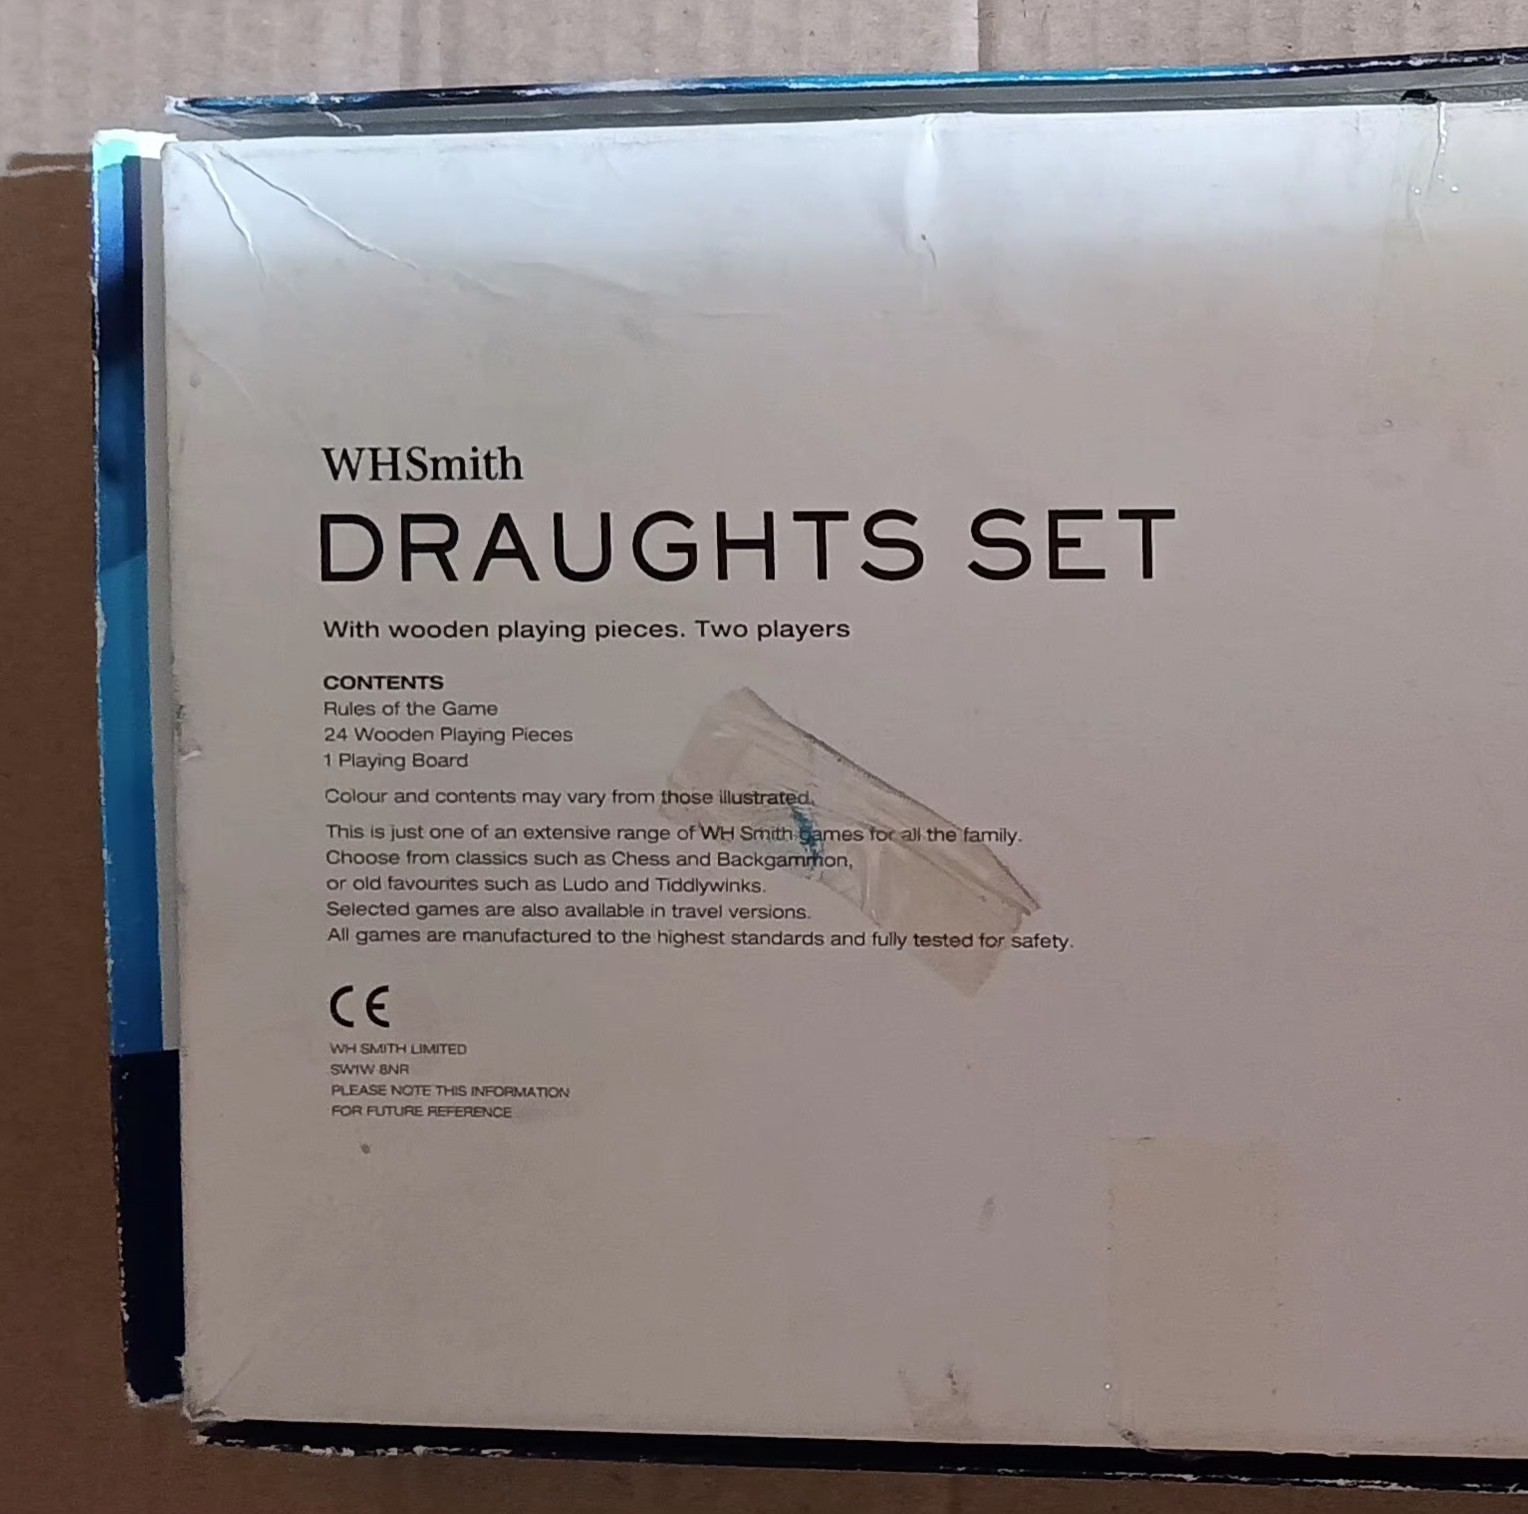 WHSmith
DRAUGHTS SET
With wooden playing pieces. Two players
CONTENTS
Rules of the Game
24 Wooden Playing Pieces
1 Playing Board
Colour and contents may vary from those illustrated.
This is just one of an extensive range of WH Smith games for all the family.
Choose from classics such as Chess and Backgammon,
or old favourites such as Ludo and Tiddlywinks.
Selected games are also available in travel versions.
All games are manufactured to the highest standards and fully tested for safety.
CE
WH SMITH LIMITED
SW1W 8NR
PLEASE NOTE THIS INFORMATION
FOR FUTURE REFERENCE